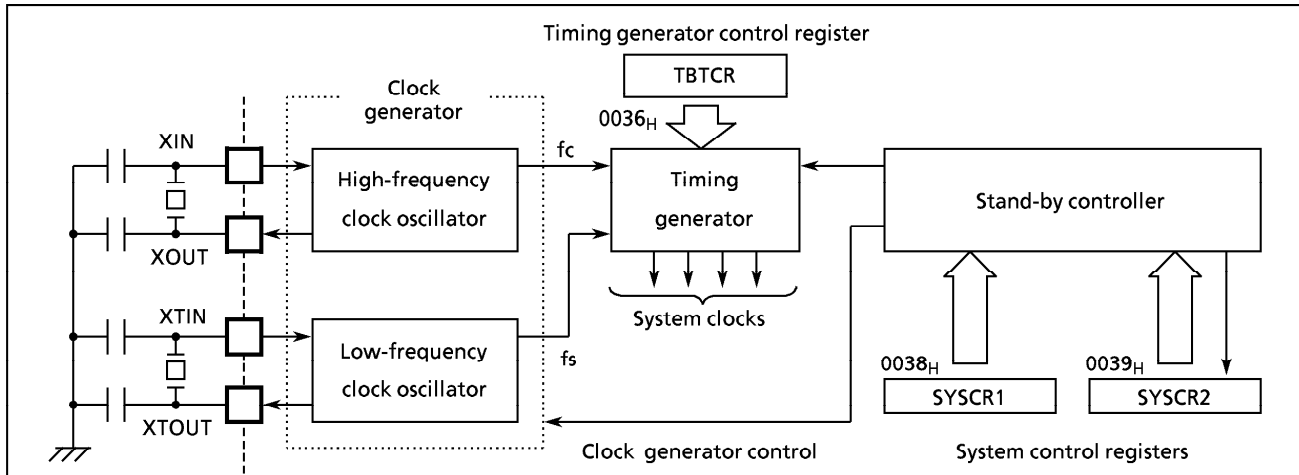 Timing generator control register
TBTCR
0036H
Clock
generator
XIN
XOUT
High-frequency
clock oscillator
fc
Timing
generator
Stand-by controller
System clocks
XTIN
XTOUT
Low-frequency
clock oscillator
fs
0038H
SYSCR1
0039H
SYSCR2
Clock generator control
System control registers